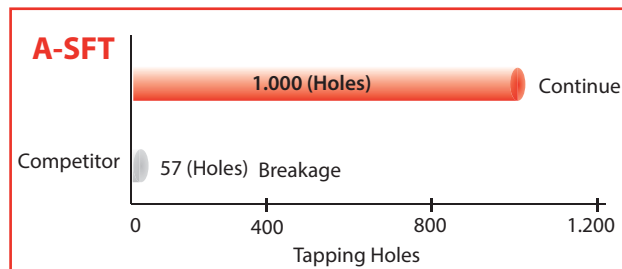 A-SFT
1.000 (Holes)
Continue
Competitor
57 (Holes) Breakage
0 400 800 1.200
Tapping Holes